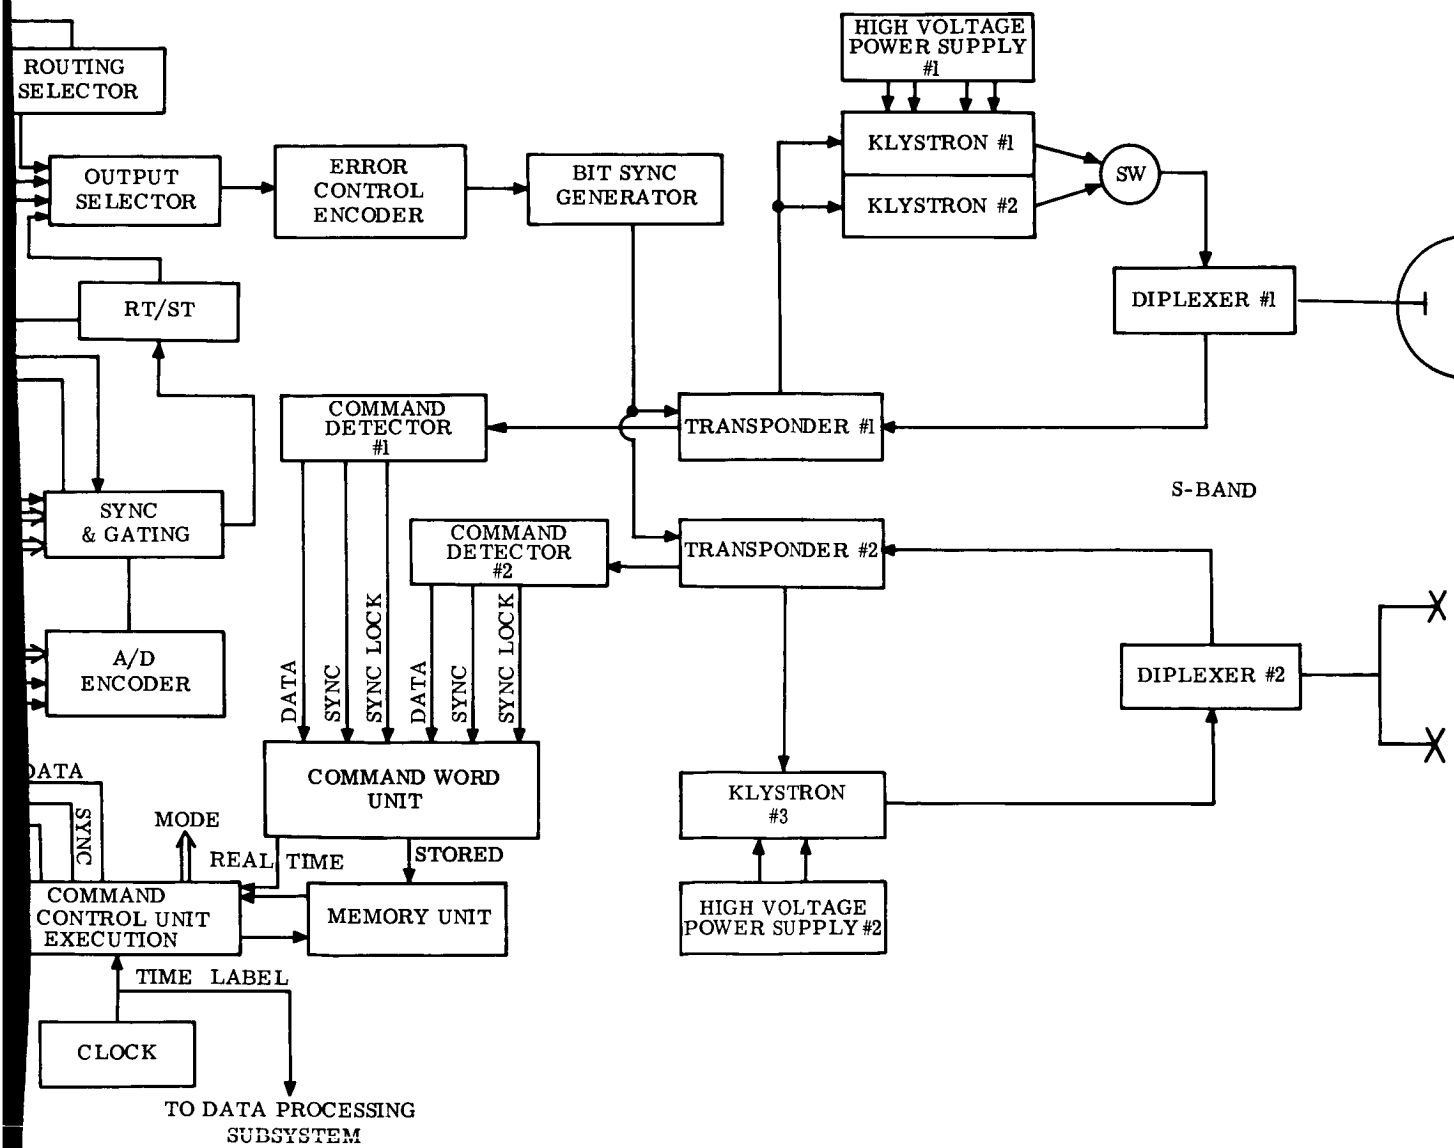 HIGH VOLTAGE
POWER SUPPLY
#1
ROUTING
SELECTOR
KLYSTRON #1
SW
KLYSTRON #2
OUTPUT
SELECTOR
ERROR
CONTROL
ENCODER
BIT SYNC
GENERATOR
DIPLEXER #1
RT/ST
COMMAND
DETECTOR
#1
TRANSPONDER #1
S-BAND
SYNC
& GATING
COMMAND
DETECTOR
#2
TRANSPONDER #2
A/D
ENCODER
DATA
SYNC
SYNC LOCK
DATA
SYNC
SYNC LOCK
DIPLEXER #2
COMMAND WORD
UNIT
KLYSTRON
#3
DATA
SYNC
MODE
REAL TIME
STORED
COMMAND
CONTROL UNIT
EXECUTION
MEMORY UNIT
HIGH VOLTAGE
POWER SUPPLY #2
TIME LABEL
CLOCK
TO DATA PROCESSING
SUBSYSTEM